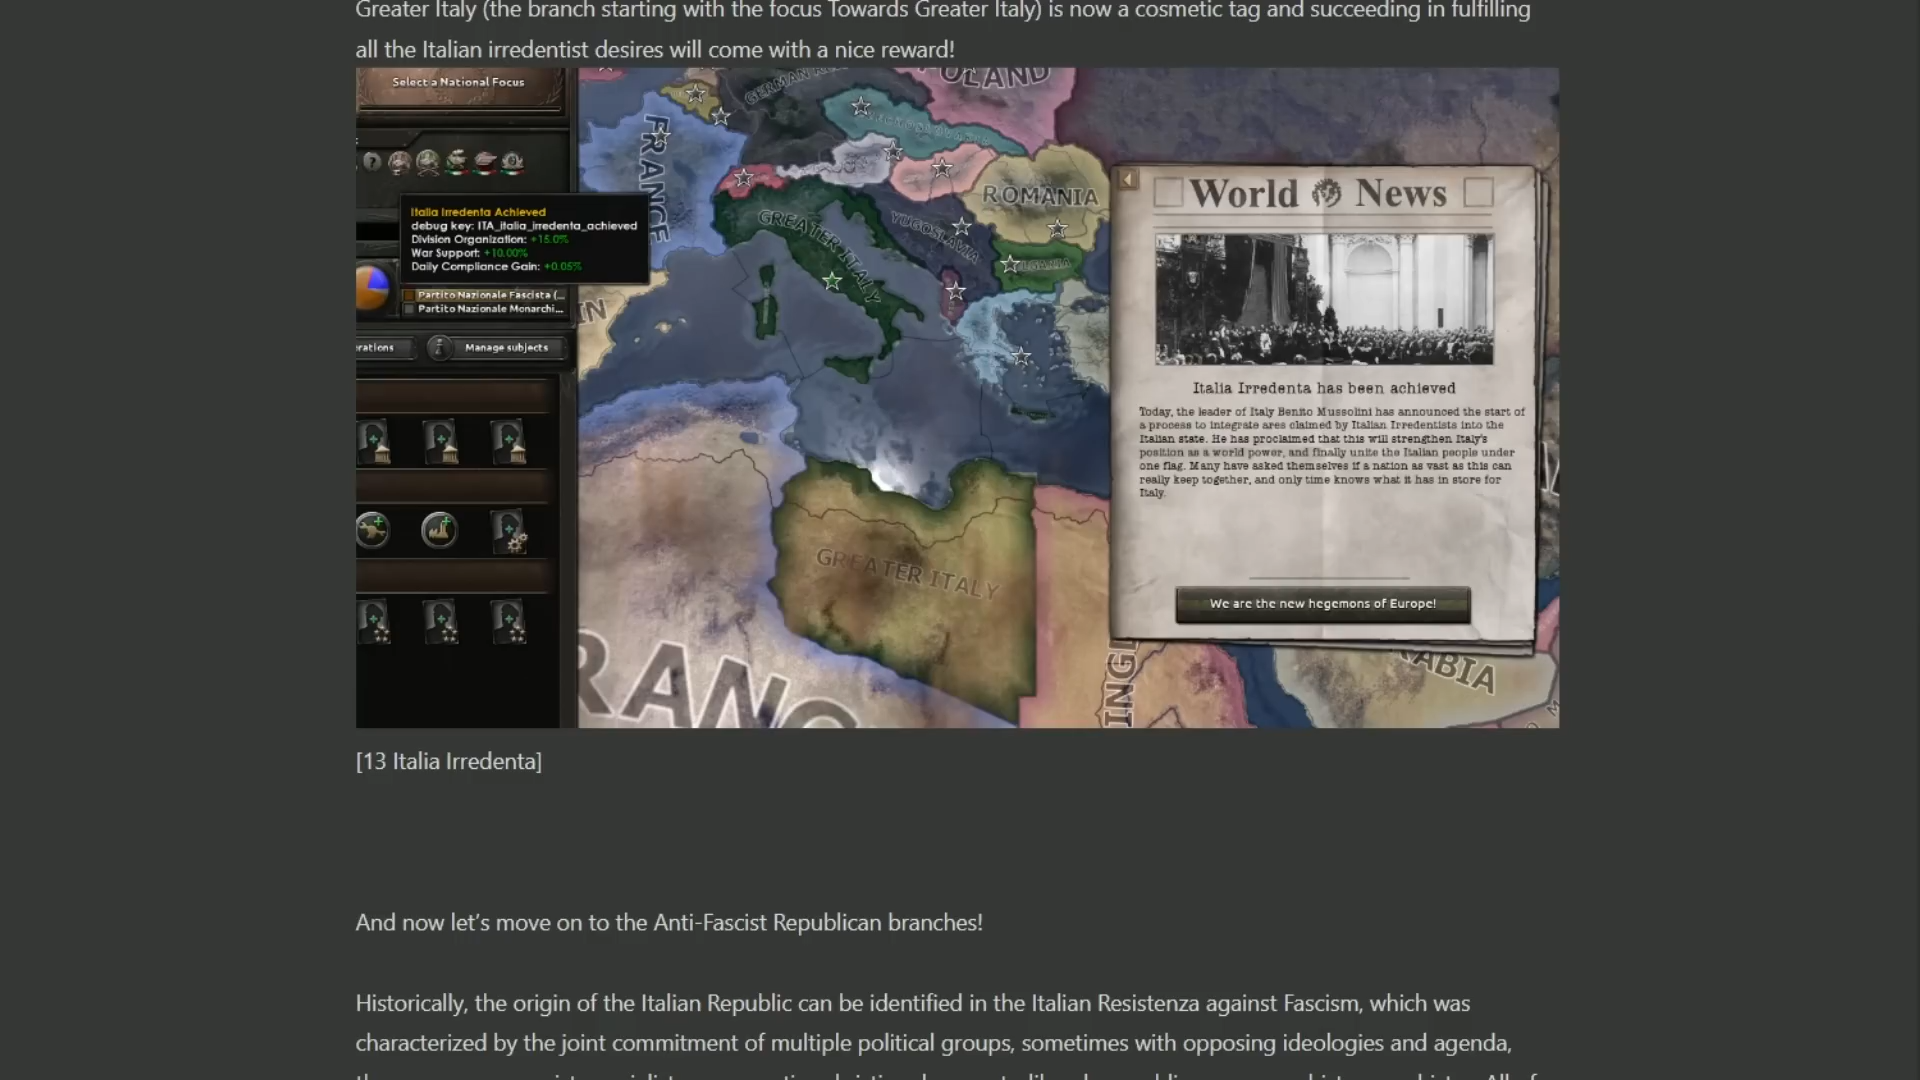 Greater Italy (the branch starting with the focus Towards Greater Italy) is now a cosmetic tag and succeeding in fulfilling
all the Italian irredentist desires will come with a nice reward!
Select a National Focus
Italia Irredenta Achieved
debug key: ITA_italia_irredenta_achieved
Division Organization: +15.0%
War Support: +10.00%
Daily Compliance Gain: +0.05%
Partito Nazionale Fascista (...
Partito Nazionale Monarchi...
Manage subjects
FRANCE
ROMANIA
YUGOSLAVIA
GREATER ITALY
GREATER ITALY
World News
Italia Irredenta has been achieved
Today, the leader of Italy Benito Mussolini has announced the start of
a process to integrate ares claimed by Italian Irredentists into the
Italian state. He has proclaimed that this will strengthen Italy's
position as a world power, and finally unite the Italian people under
one flag. Many have asked themselves if a nation as vast as this can
really keep together, and only time knows what it has in store for
Italy.
We are the new hegemons of Europe!
[13 Italia Irredenta]
And now let's move on to the Anti-Fascist Republican branches!
Historically, the origin of the Italian Republic can be identified in the Italian Resistenza against Fascism, which was
characterized by the joint commitment of multiple political groups, sometimes with opposing ideologies and agenda,